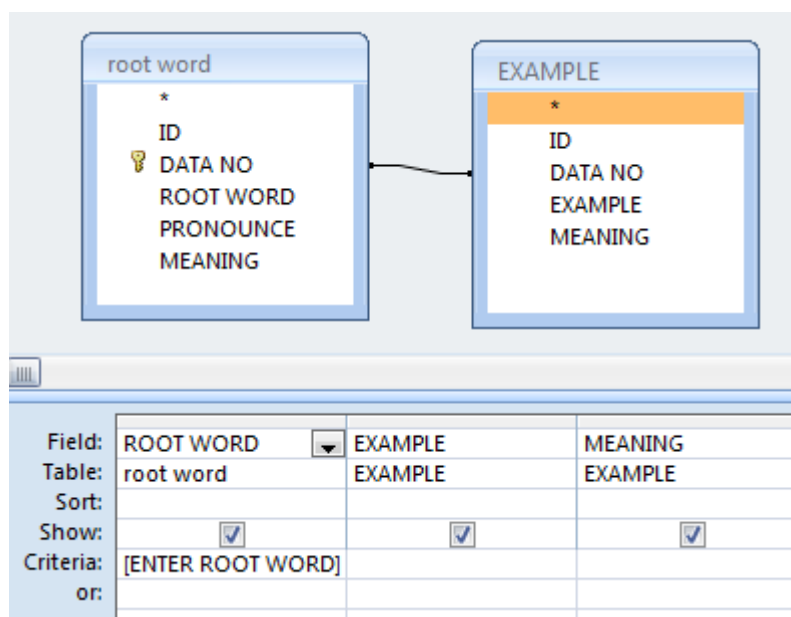 root word
*
ID
DATA NO
ROOT WORD
PRONOUNCE
MEANING
EXAMPLE
*
ID
DATA NO
EXAMPLE
MEANING
Field: ROOT WORD EXAMPLE MEANING
Table: root word EXAMPLE EXAMPLE
Sort:
Show:
Criteria: [ENTER ROOT WORD]
or: